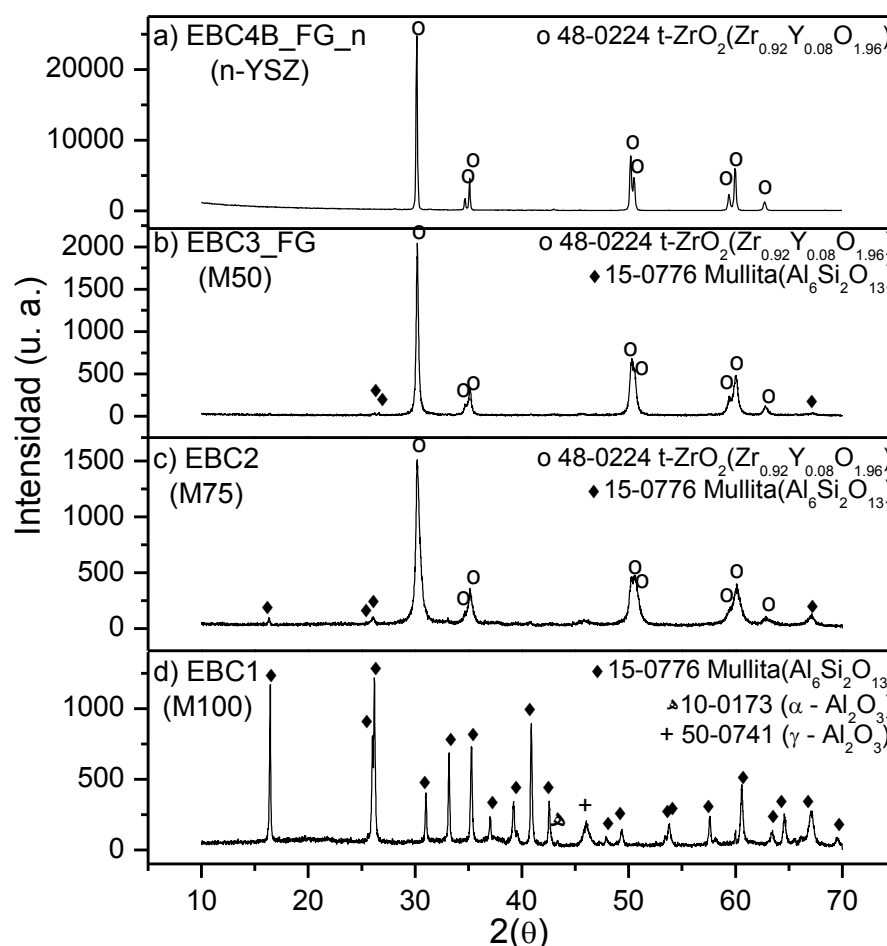 a) EBC4B_FG_n
(n-YSZ)
o 48-0224 t-ZrO₂(Zr₀.₉₂Y₀.₀₈O₁.₉₆)
20000
10000
0
b) EBC3_FG
(M50)
o 48-0224 t-ZrO₂(Zr₀.₉₂Y₀.₀₈O₁.₉₆)
♦ 15-0776 Mullita(Al₆Si₂O₁₃)
2000
1500
1000
500
0
c) EBC2
(M75)
o 48-0224 t-ZrO₂(Zr₀.₉₂Y₀.₀₈O₁.₉₆)
♦ 15-0776 Mullita(Al₆Si₂O₁₃)
1500
1000
500
0
d) EBC1
(M100)
♦ 15-0776 Mullita(Al₆Si₂O₁₃
10-0173 (α - Al₂O₃)
+ 50-0741 (γ - Al₂O₃)
1000
500
0
Intensidad (u. a.)
10 20 30 40 50 60 70
2(θ)